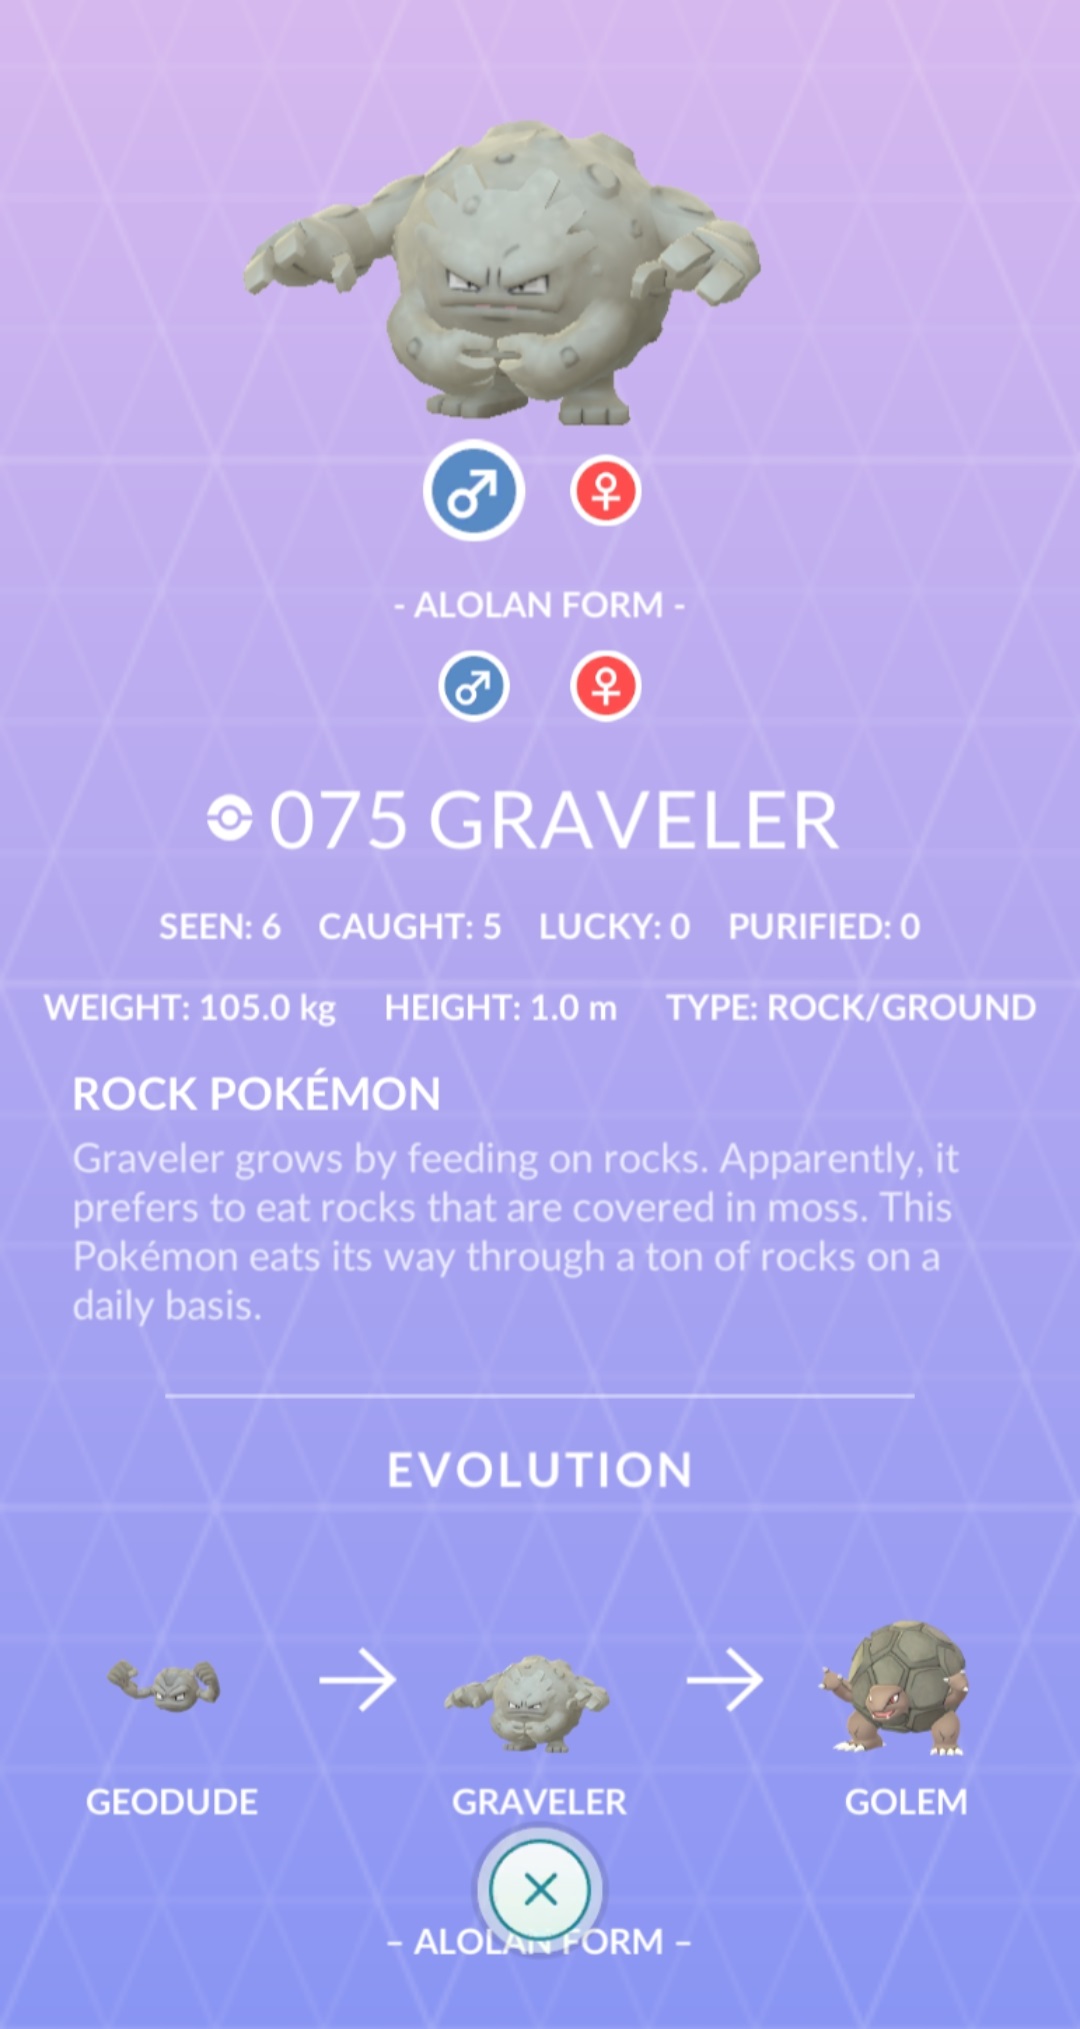 - ALOLAN FORM -
075 GRAVELER
SEEN: 6 CAUGHT: 5 LUCKY: 0 PURIFIED: 0
WEIGHT: 105.0 kg HEIGHT: 1.0 m TYPE: ROCK/GROUND
ROCK POKÉMON
Graveler grows by feeding on rocks. Apparently, it
prefers to eat rocks that are covered in moss. This
Pokémon eats its way through a ton of rocks on a
daily basis.
EVOLUTION
GEODUDE GRAVELER GOLEM
– ALOLAN FORM –